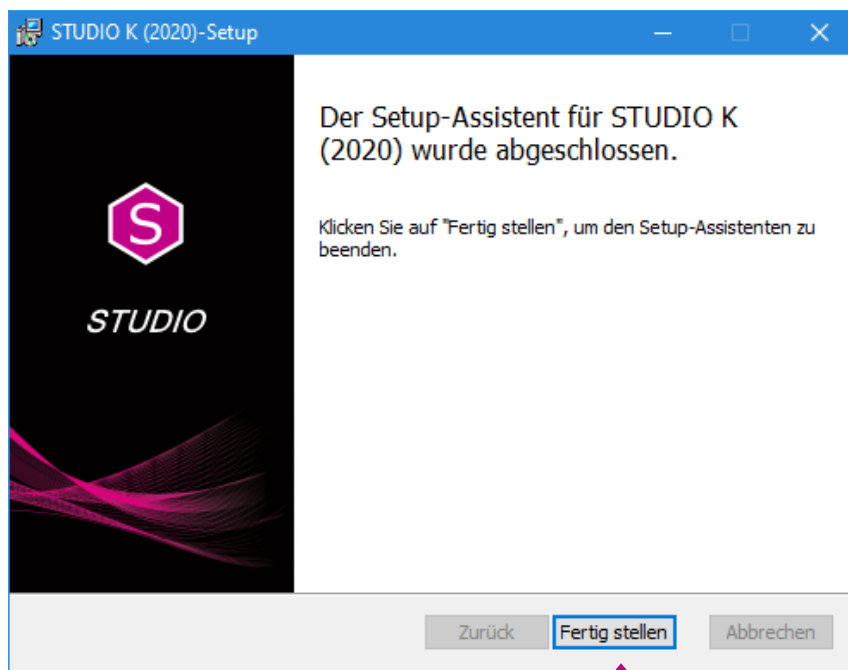 STUDIO K (2020)-Setup
Der Setup-Assistent für STUDIO K
(2020) wurde abgeschlossen.
Klicken Sie auf "Fertig stellen", um den Setup-Assistenten zu
beenden.
S
STUDIO
Zurück Fertig stellen Abbrechen